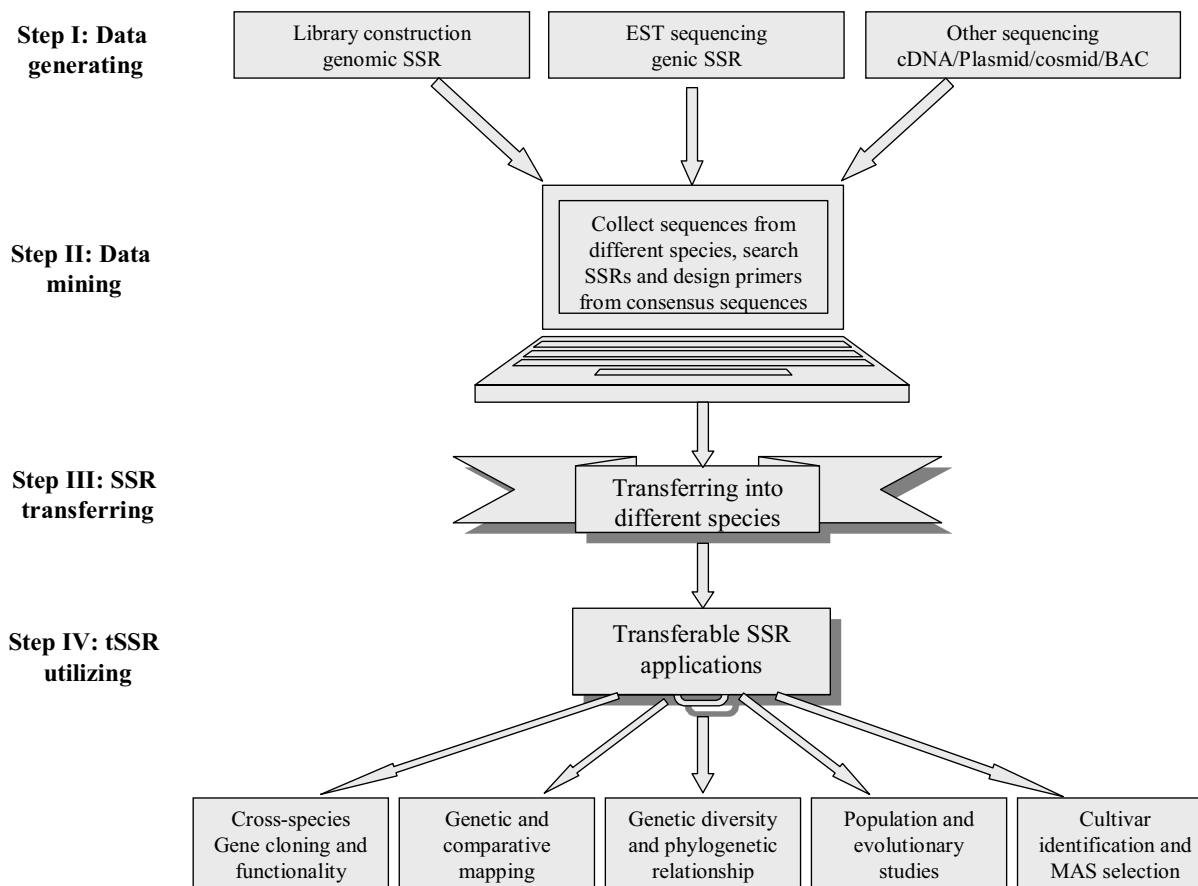 Step I: Data
generating
Library construction
genomic SSR
EST sequencing
genic SSR
Other sequencing
cDNA/Plasmid/cosmid/BAC
Step II: Data
mining
Collect sequences from
different species, search
SSRs and design primers
from consensus sequences
Step III: SSR
transferring
Transferring into
different species
Step IV: tSSR
utilizing
Transferable SSR
applications
Cross-species
Gene cloning and
functionality
Genetic and
comparative
mapping
Genetic diversity
and phylogenetic
relationship
Population and
evolutionary
studies
Cultivar
identification and
MAS selection